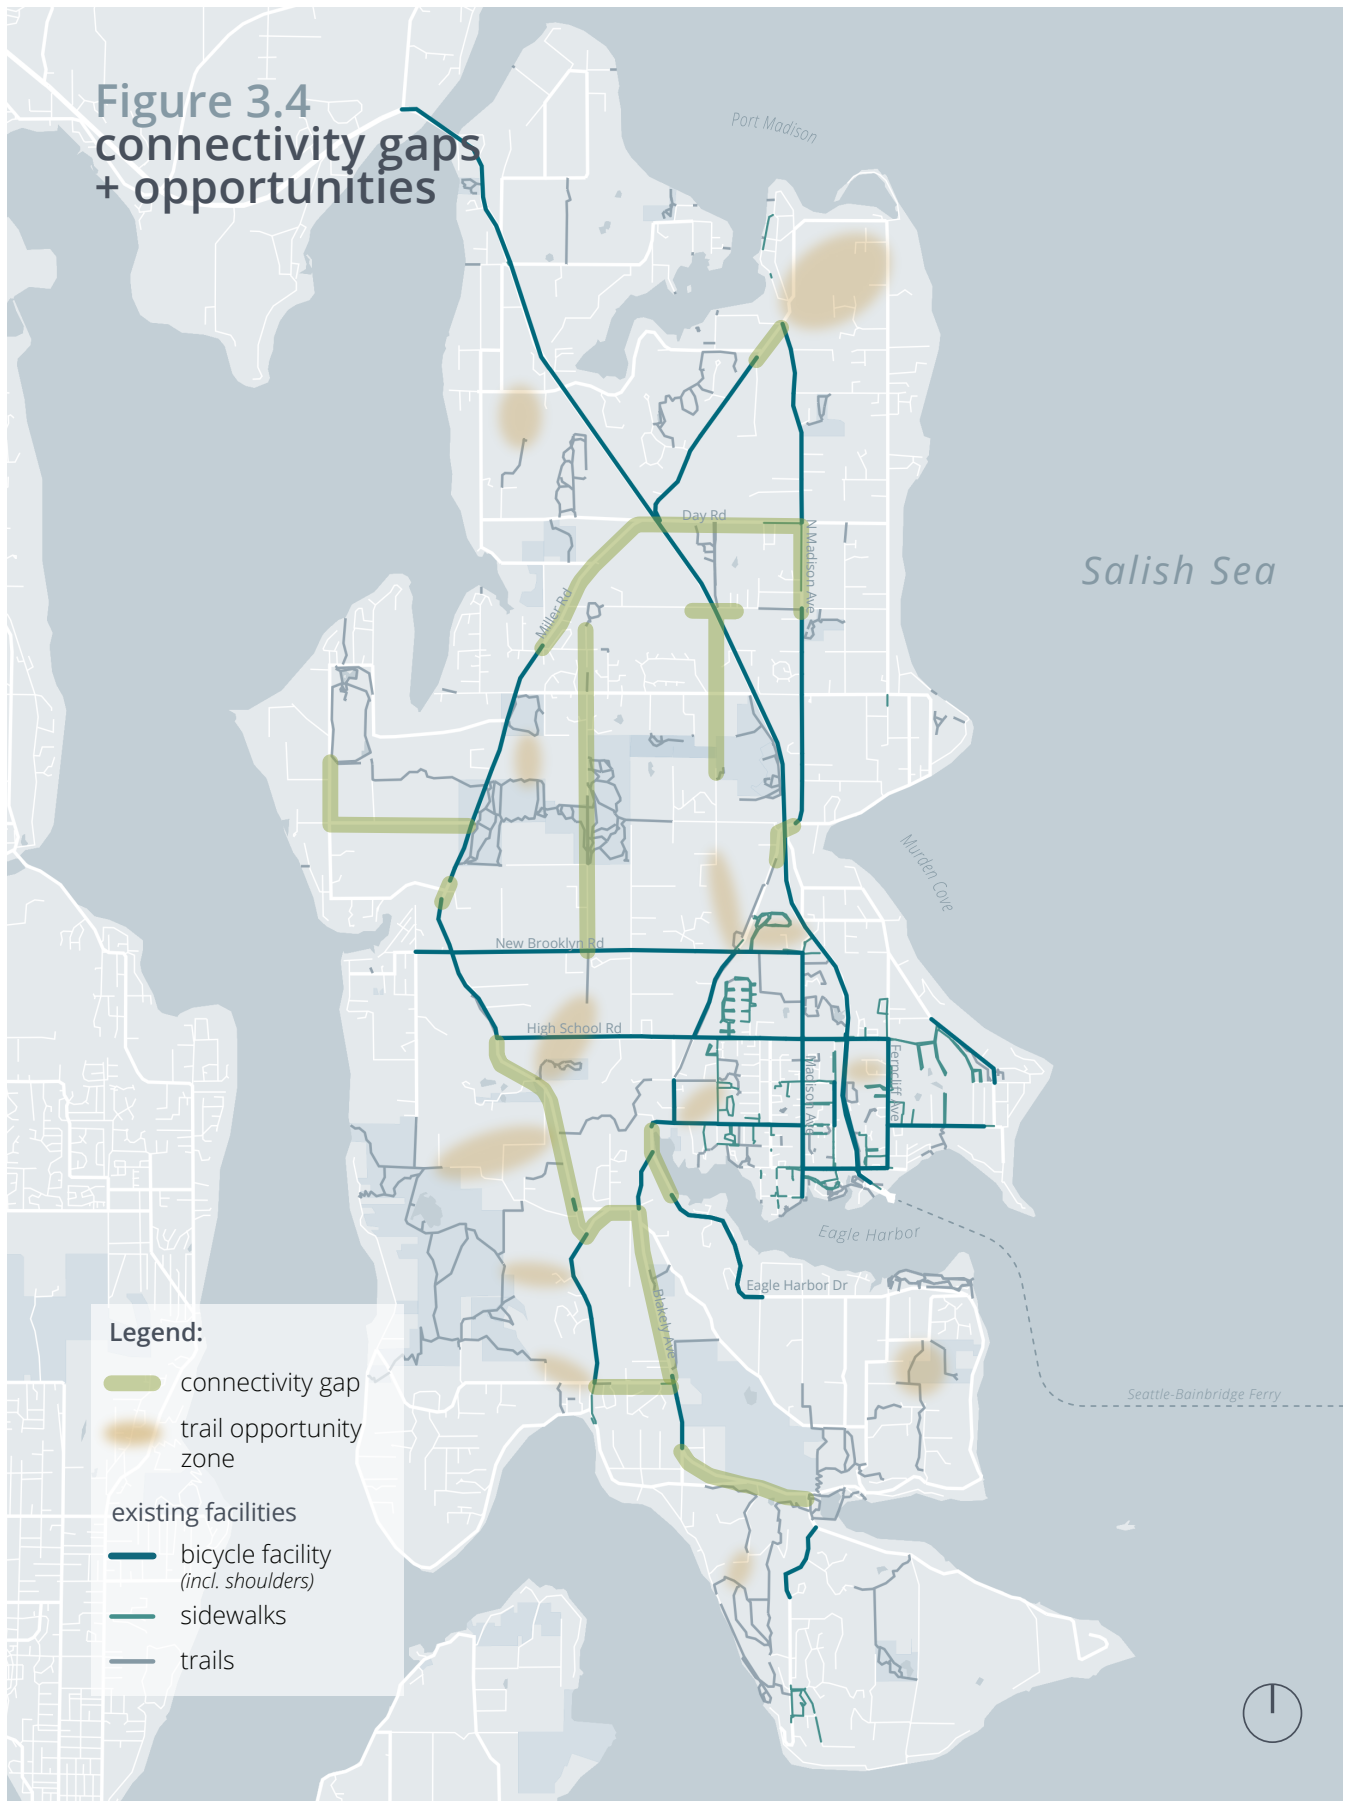 Figure 3.4
connectivity gaps
+ opportunities
Port Madison
Day Rd
N Madison Ave
Salish Sea
Miller Rd
Murden Cove
New Brooklyn Rd
High School Rd
Madison Ave
Ferncliff Ave
Eagle Harbor
Eagle Harbor Dr
Blakely Ave
Seattle-Bainbridge Ferry
Legend:
connectivity gap
trail opportunity
zone
existing facilities
bicycle facility
(incl. shoulders)
sidewalks
trails